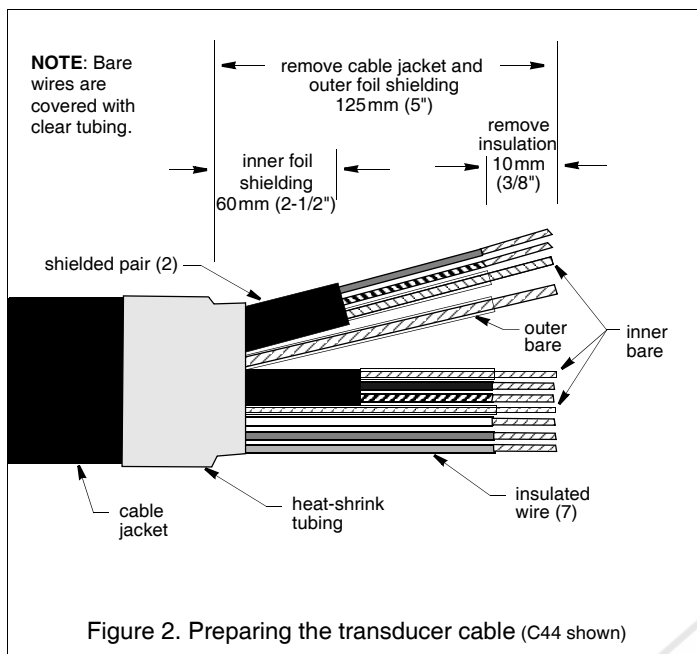 NOTE: Bare
wires are
covered with
clear tubing.
remove cable jacket and
outer foil shielding
125mm (5")
remove
insulation
10mm
(3/8")
inner foil
shielding
60mm (2-1/2")
shielded pair (2)
outer
bare
inner
bare
cable
jacket
heat-shrink
tubing
insulated
wire (7)
Figure 2. Preparing the transducer cable (C44 shown)